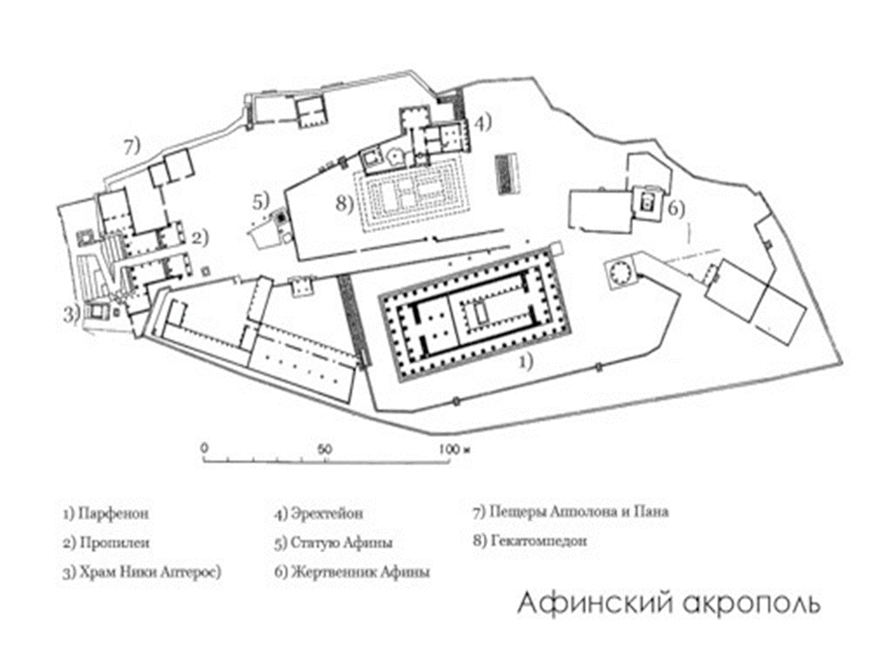 7)
4)
5)
8)
6)
2)
3)
1)
0 50 100 м
1) Парфенон
2) Пропилеи
3) Храм Ники Аптерос)
4) Эрехтейон
5) Статую Афины
6) Жертвенник Афины
7) Пещеры Апполона и Пана
8) Гекатомпедон
Афинский акрополь